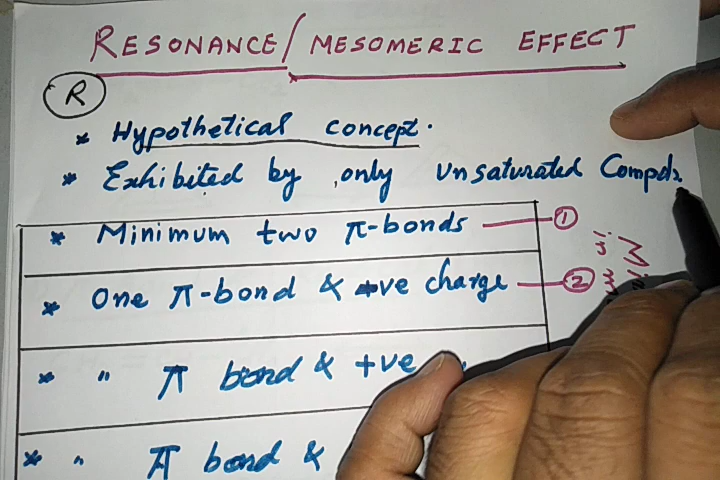 RESONANCE/MESOMERIC EFFECT
R
* Hypothetical concept.
* Exhibited by only unsaturated Compds.
* Minimum two π-bonds — ①
* One π-bond & ve charge — ②
* " π bond & +ve
* " π bond &